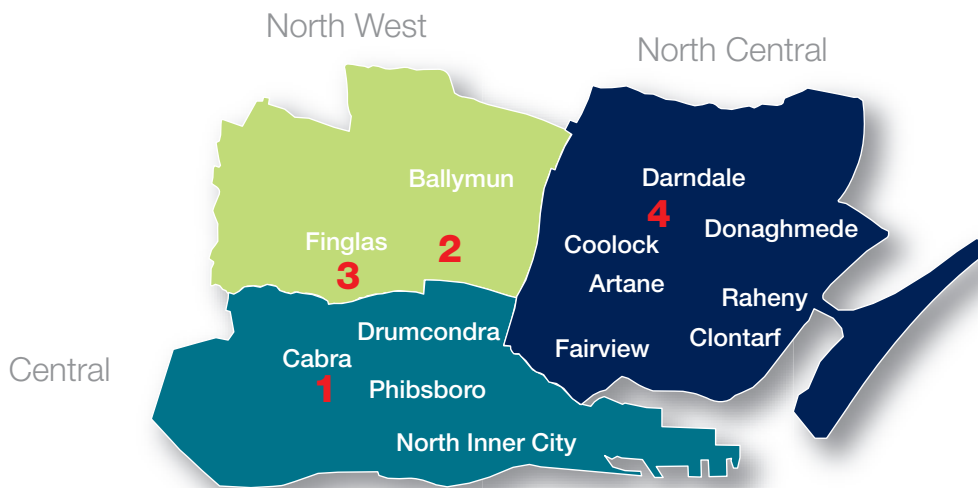 North West
North Central
Ballymun
Darndale
4
Donaghmede
Finglas
2
Coolock
3
Artane
Raheny
Drumcondra
Clontarf
Fairview
Central
Cabra
1
Phibsboro
North Inner City